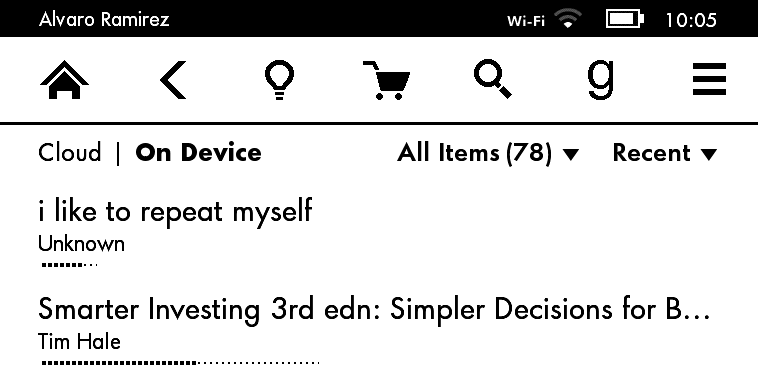 Alvaro Ramirez Wi-Fi 10:05
g
Cloud | On Device All Items (78) ▼ Recent ▼
i like to repeat myself
Unknown
Smarter Investing 3rd edn: Simpler Decisions for B...
Tim Hale